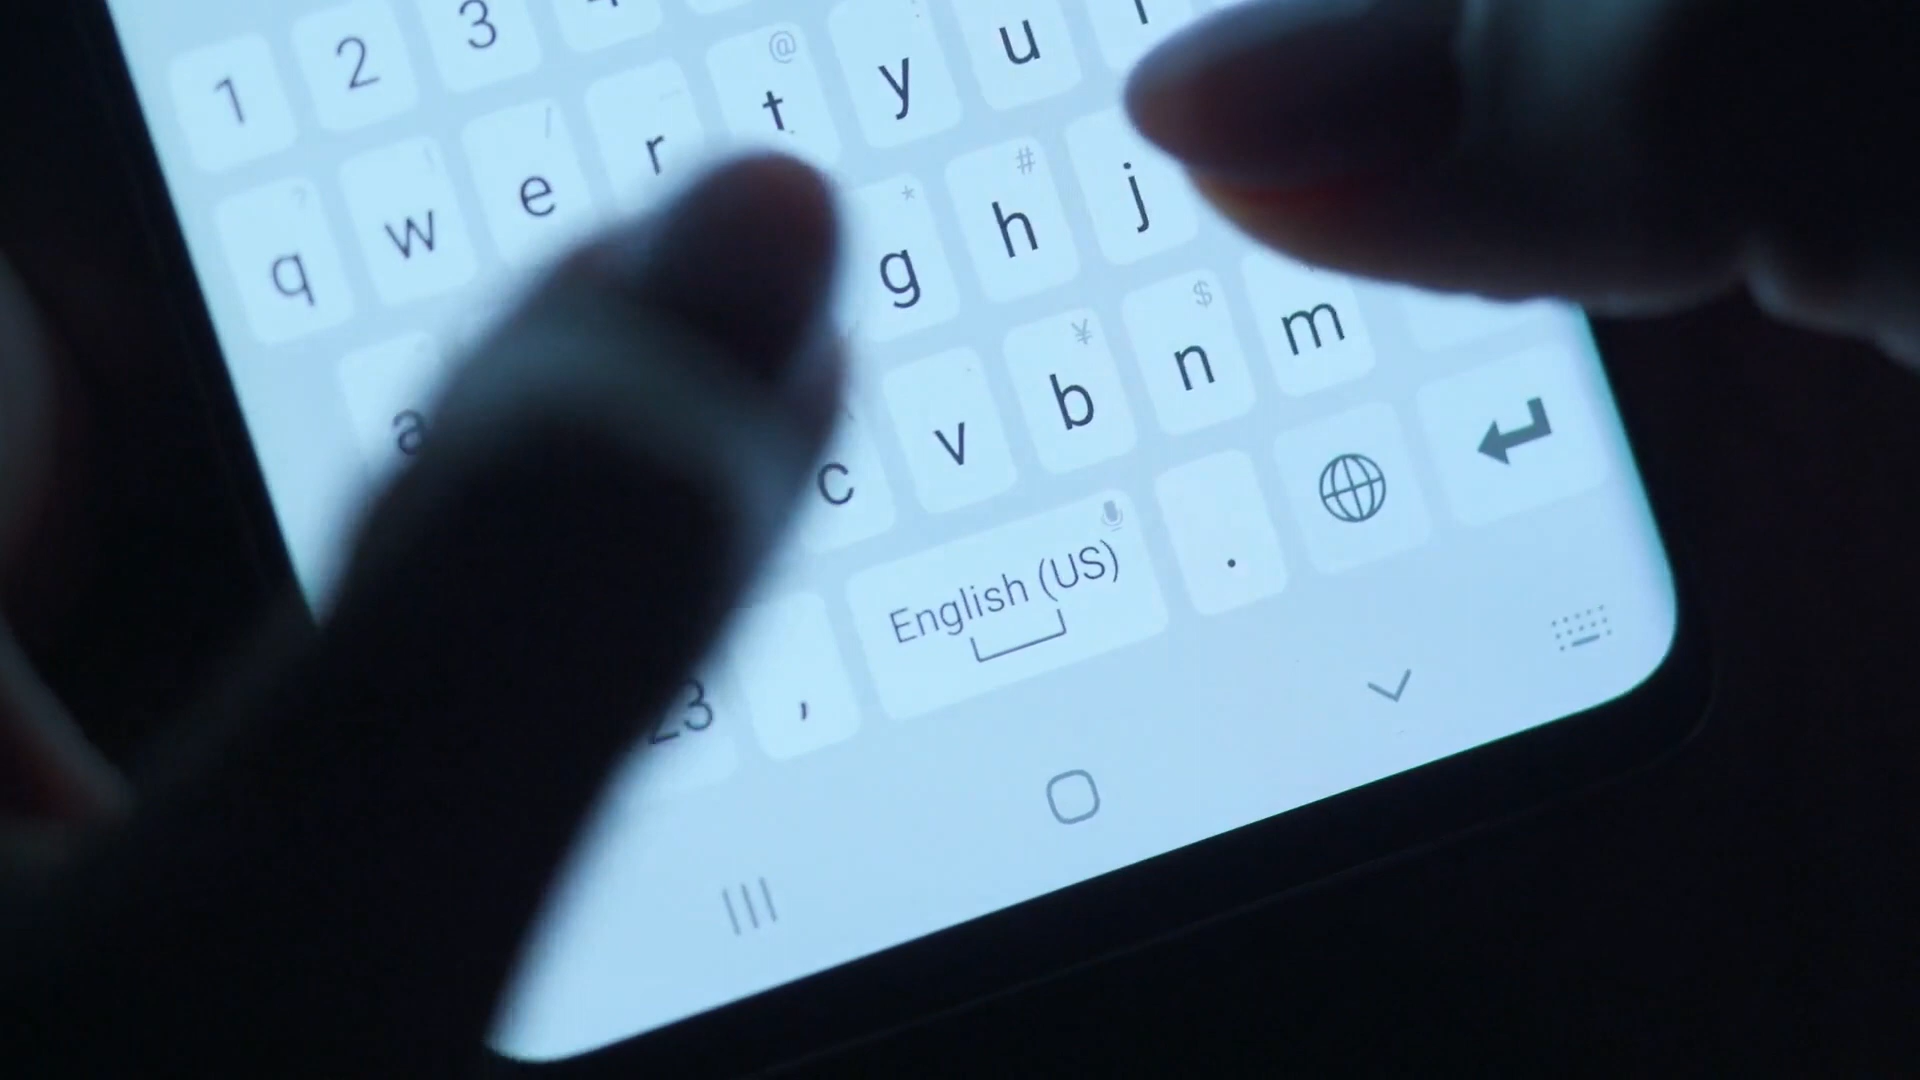 1 2 3
@
q w e r t y u
* #
a g h j
¥ $
c v b n m
English (US)
, .